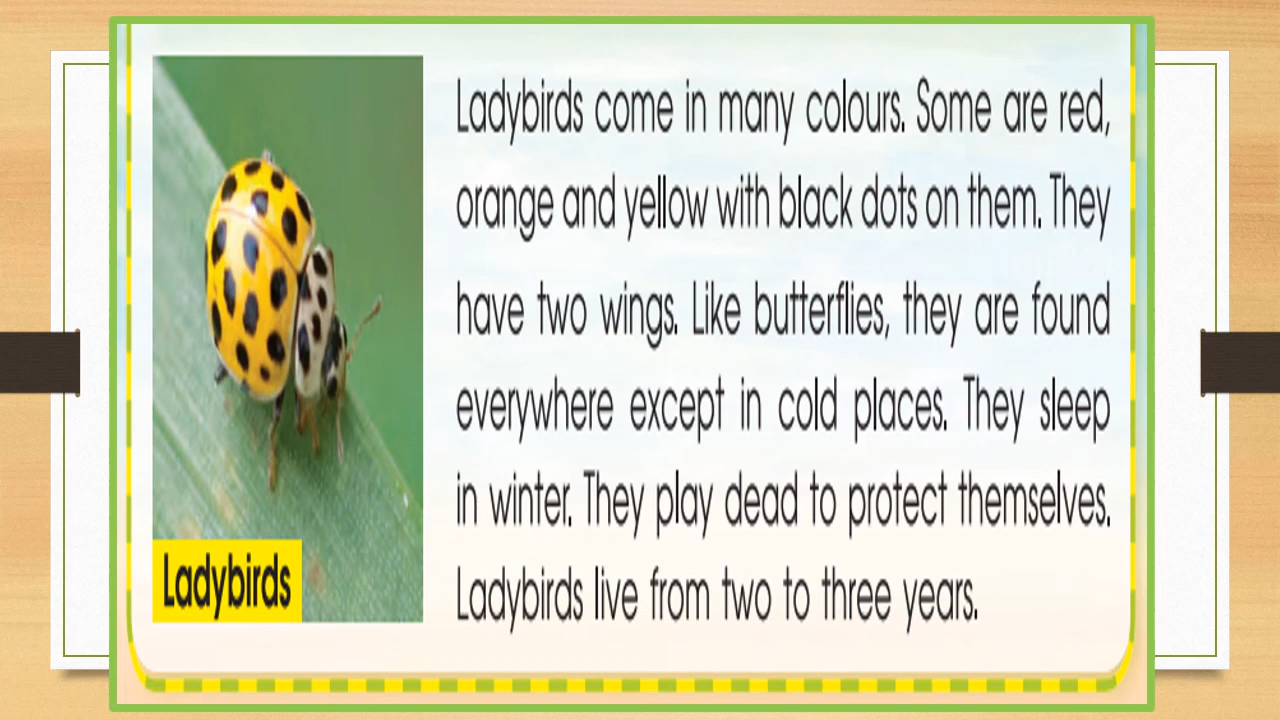 Ladybirds come in many colours. Some are red,
orange and yellow with black dots on them. They
have two wings. Like butterflies, they are found
everywhere except in cold places. They sleep
in winter. They play dead to protect themselves.
Ladybirds live from two to three years.
Ladybirds